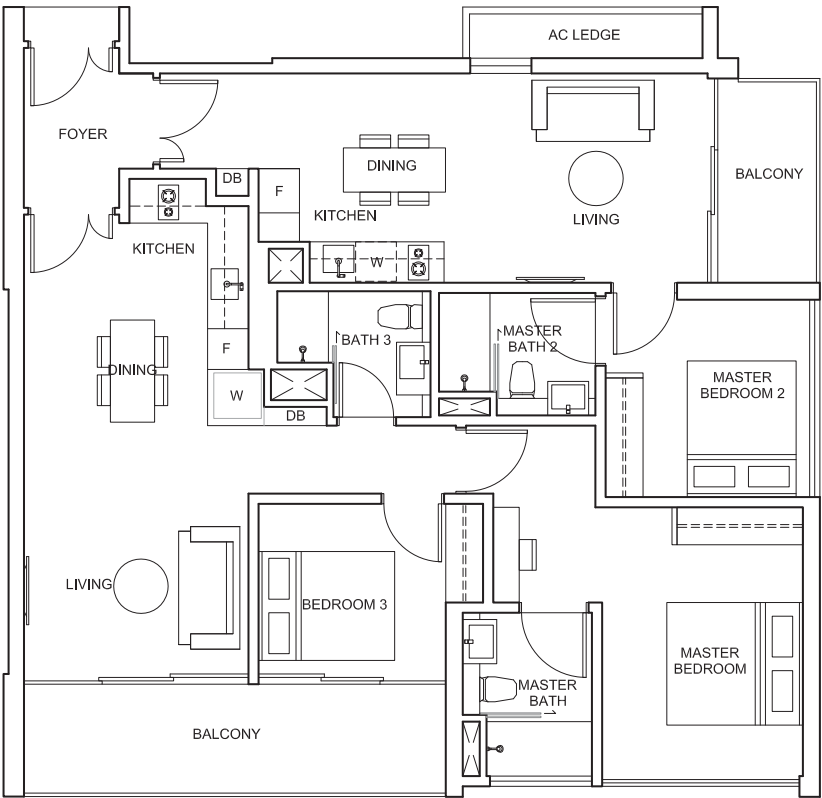 AC LEDGE
FOYER
DINING
BALCONY
DB
F
KITCHEN
LIVING
KITCHEN
W
BATH 3
MASTER
BATH 2
F
DINING
MASTER
BEDROOM 2
W
DB
LIVING
BEDROOM 3
MASTER
BEDROOM
MASTER
BATH
BALCONY